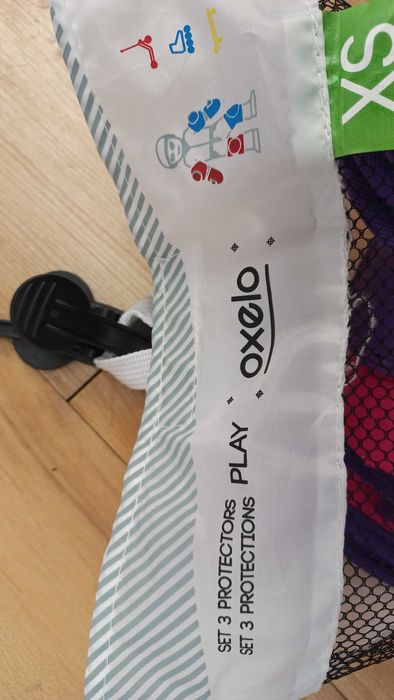 SET 3 PROTECTORS
SET 3 PROTECTIONS
PLAY
oxelo
XS